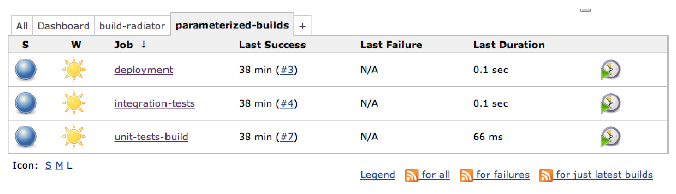 All Dashboard build-radiator parameterized-builds +
S W Job ↓ Last Success Last Failure Last Duration
deployment 38 min (#3) N/A 0.1 sec
integration-tests 38 min (#4) N/A 0.1 sec
unit-tests-build 38 min (#7) N/A 66 ms
Icon: S M L
Legend for all for failures for just latest builds